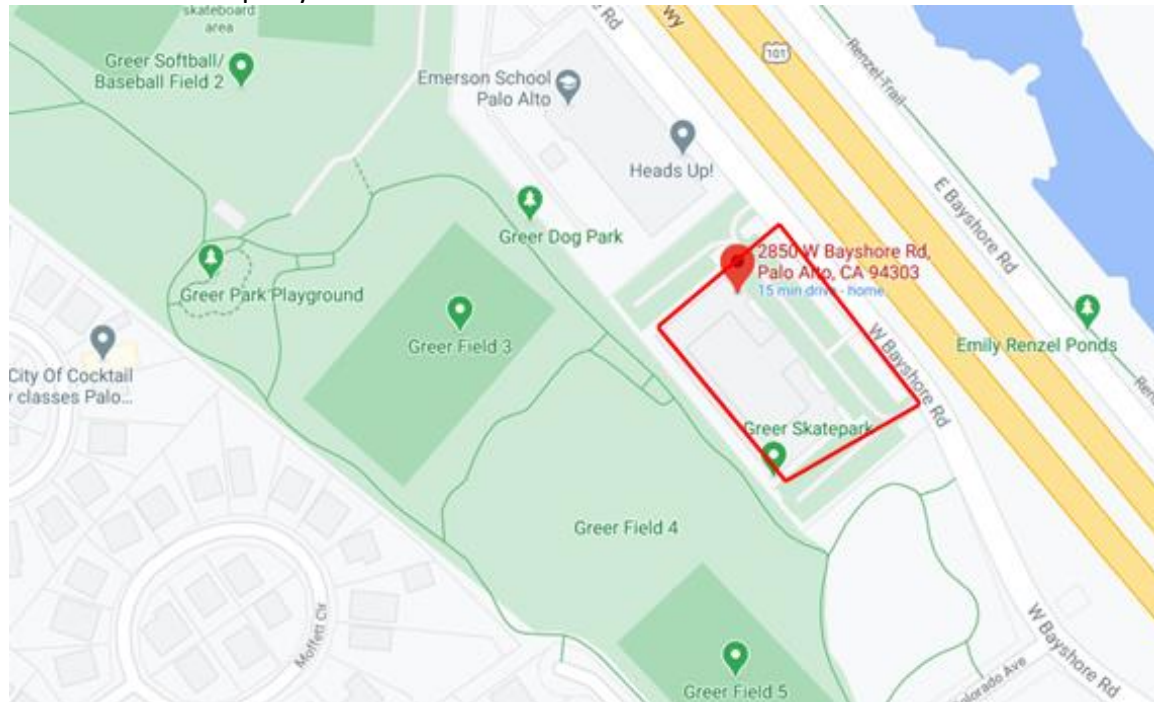 skateboard
area
Greer Softball/
Baseball Field 2
Emerson School
Palo Alto
Rd
wy
101
Renzel-Trail
Heads Up!
E Bayshore Rd
Greer Dog Park
2850 W Bayshore Rd,
Palo Alto, CA 94303
15 min drive - home
Greer Park Playground
Greer Field 3
W Bayshore Rd
Emily Renzel Ponds
City Of Cocktail
classes Palo...
Greer Skatepark
Greer Field 4
Moffett Cir
W Bayshore Rd
Greer Field 5